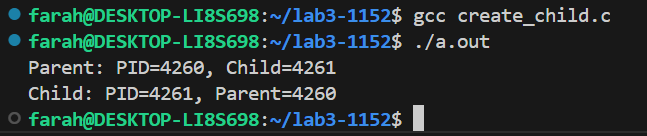 farah@DESKTOP-LI8S698:~/lab3-1152$ gcc create_child.c
farah@DESKTOP-LI8S698:~/lab3-1152$ ./a.out
Parent: PID=4260, Child=4261
Child: PID=4261, Parent=4260
farah@DESKTOP-LI8S698:~/lab3-1152$